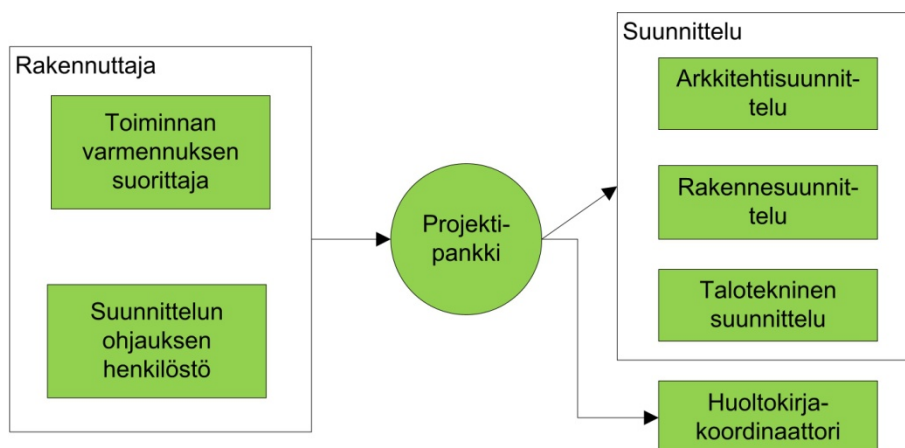 Rakennuttaja
Toiminnan
varmennuksen
suorittaja
Suunnittelun
ohjauksen
henkilöstö
Projekti-
pankki
Suunnittelu
Arkkitehtisuunnit-
telu
Rakennesuunnit-
telu
Talotekninen
suunnittelu
Huoltokirja-
koordinaattori